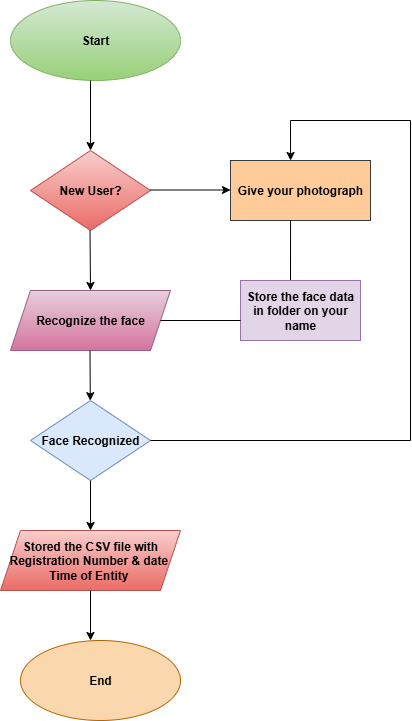 Start
New User?
Give your photograph
Store the face data
in folder on your
name
Recognize the face
Face Recognized
Stored the CSV file with
Registration Number & date
Time of Entity
End